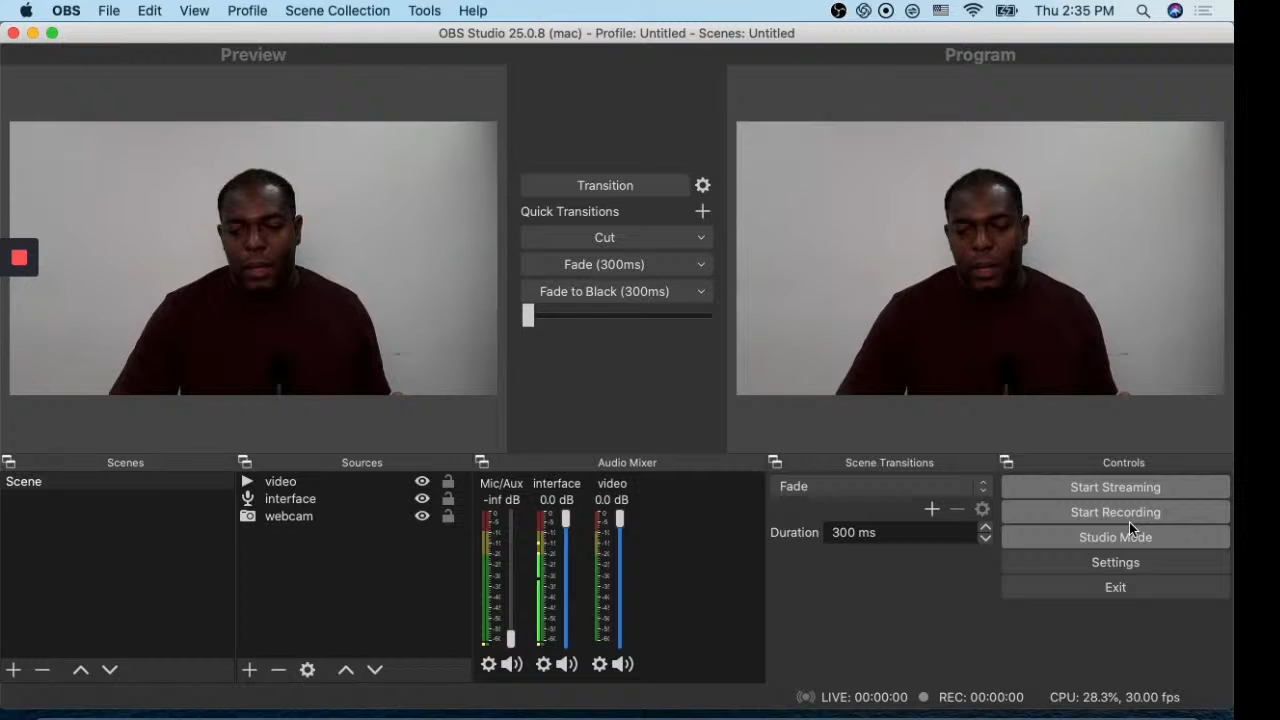 OBS File Edit View Profile Scene Collection Tools Help Thu 2:35 PM
OBS Studio 25.0.8 (mac) - Profile: Untitled - Scenes: Untitled
Preview
Program
Transition
Quick Transitions
Cut
Fade (300ms)
Fade to Black (300ms)
Scenes
Scene
Sources
video
interface
webcam
Audio Mixer
Mic/Aux interface video
-inf dB 0.0 dB 0.0 dB
Scene Transitions
Fade
Duration 300 ms
Controls
Start Streaming
Start Recording
Studio Mode
Settings
Exit
LIVE: 00:00:00 REC: 00:00:00 CPU: 28.3%, 30.00 fps